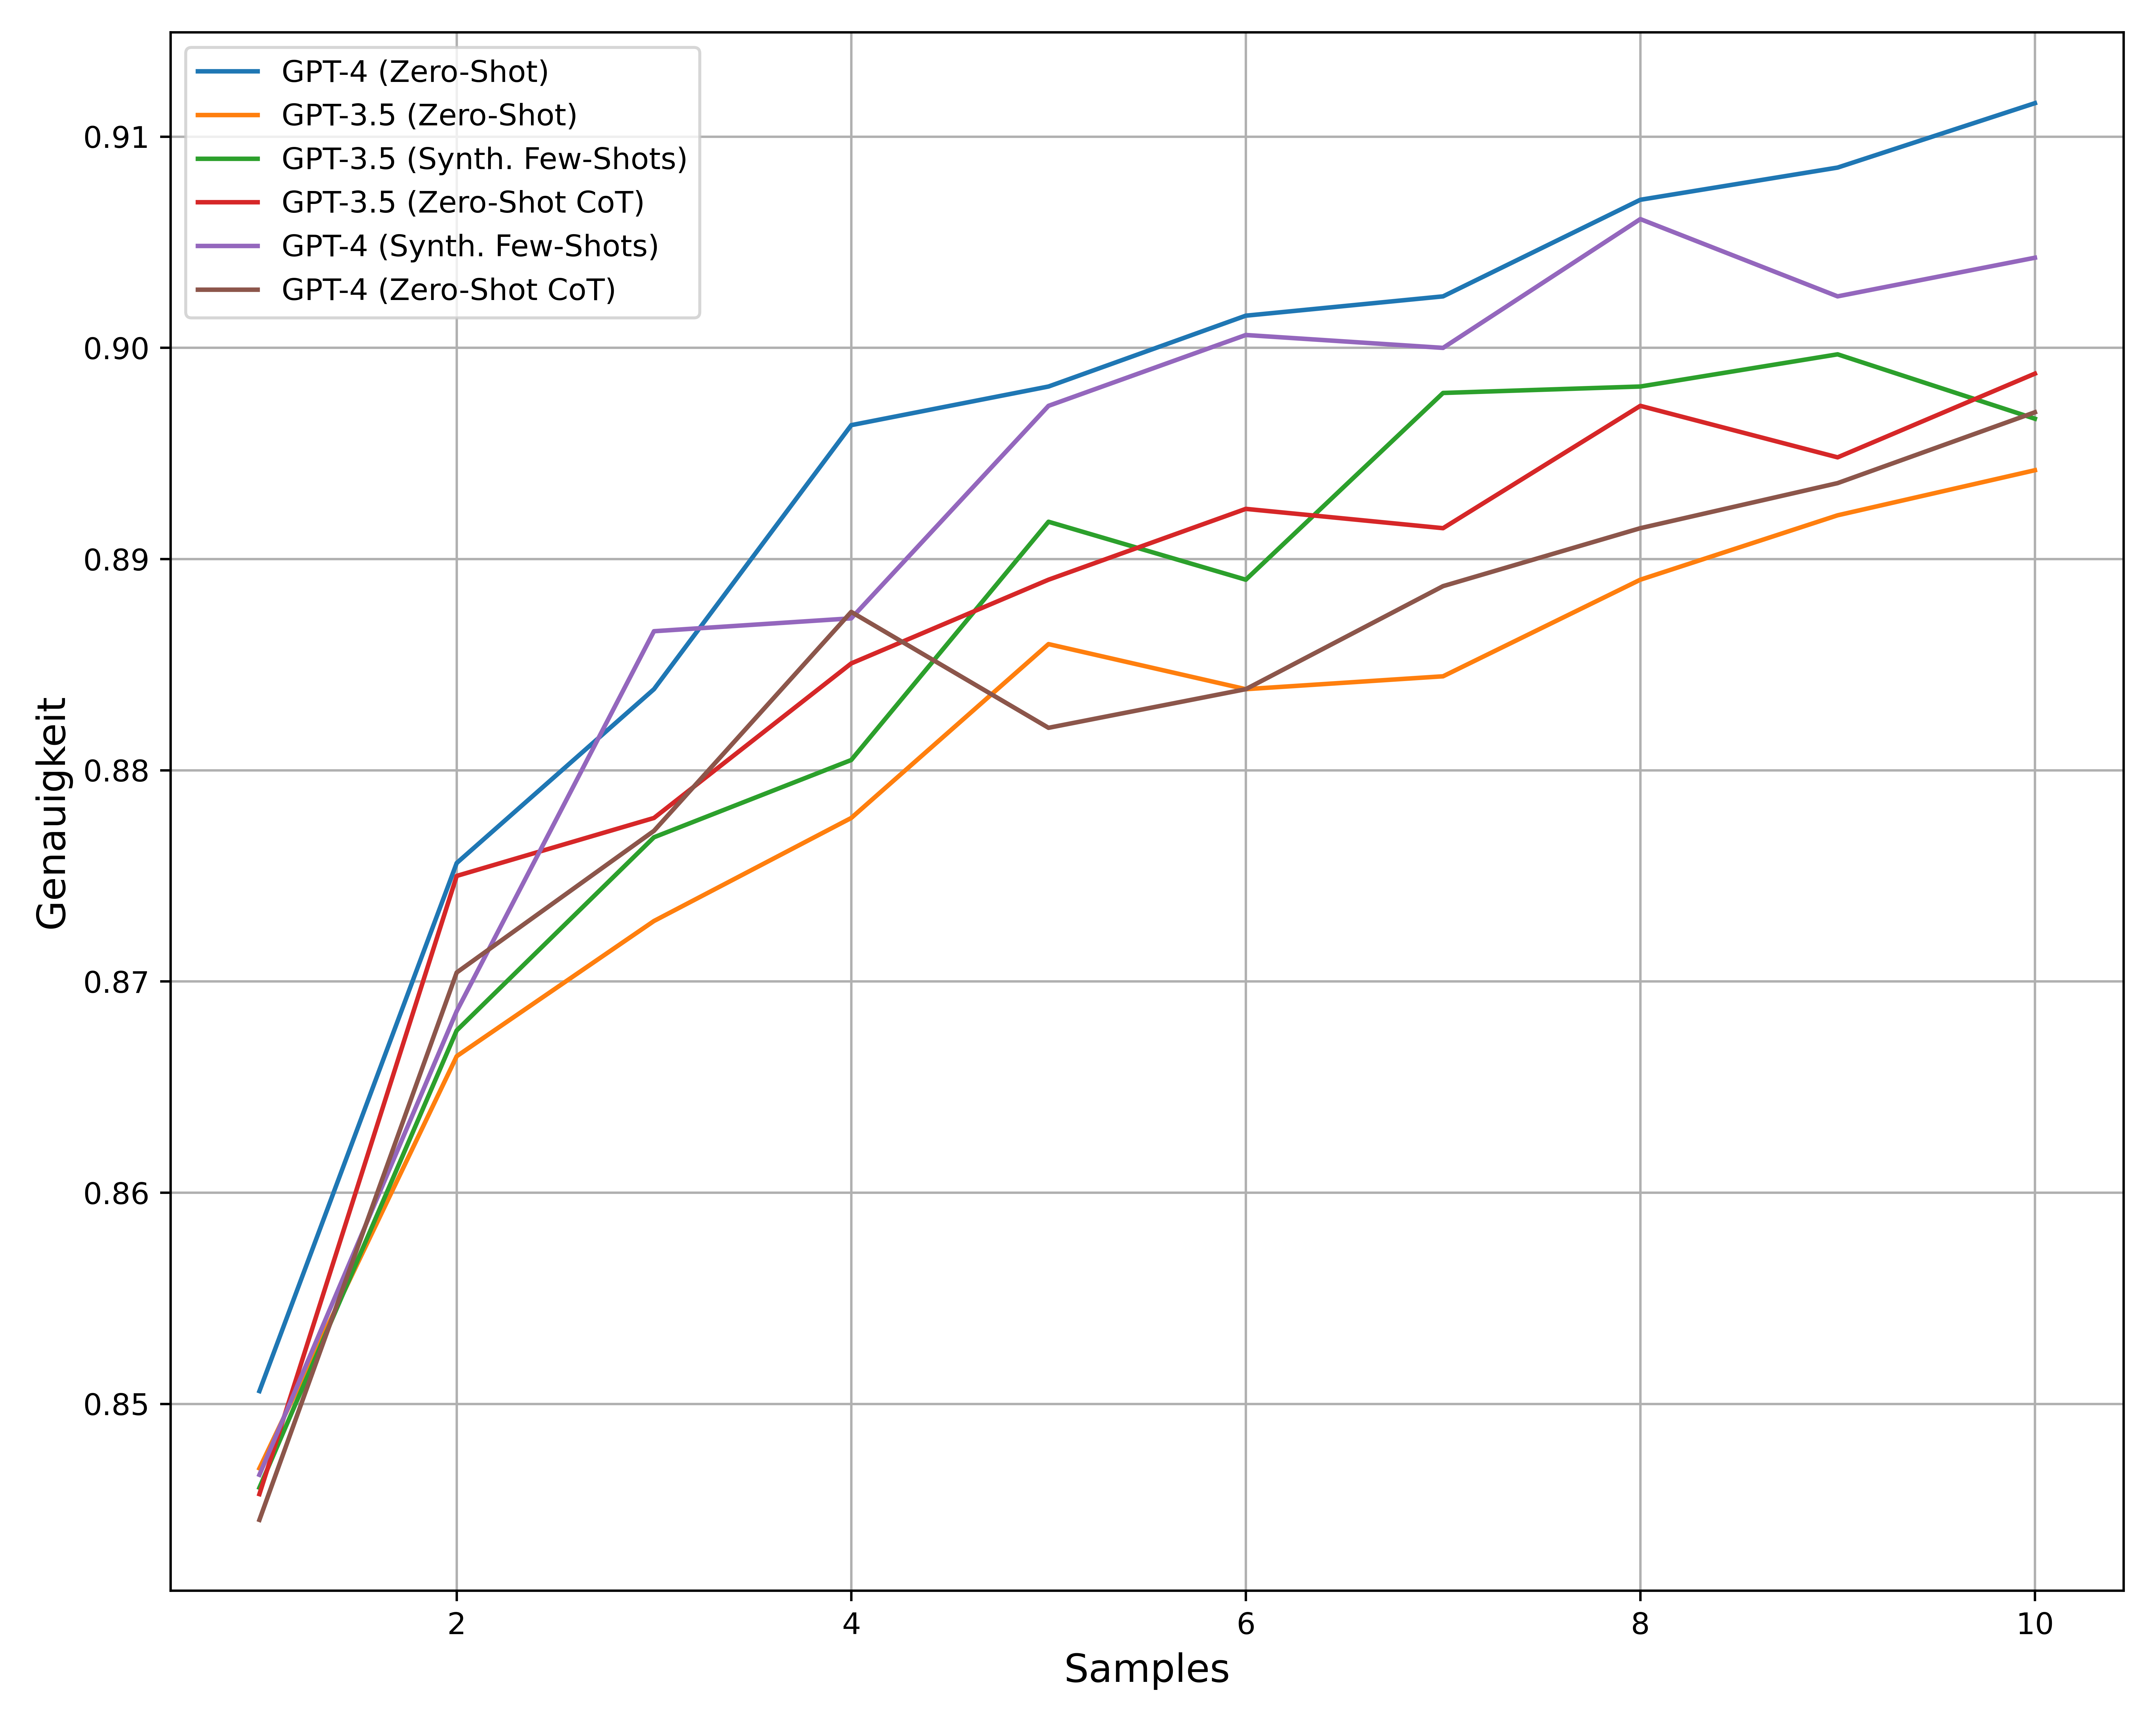 GPT-4 (Zero-Shot)
GPT-3.5 (Zero-Shot)
GPT-3.5 (Synth. Few-Shots)
GPT-3.5 (Zero-Shot CoT)
GPT-4 (Synth. Few-Shots)
GPT-4 (Zero-Shot CoT)
0.91
0.90
0.89
0.88
0.87
0.86
0.85
Genauigkeit
2 4 6 8 10
Samples